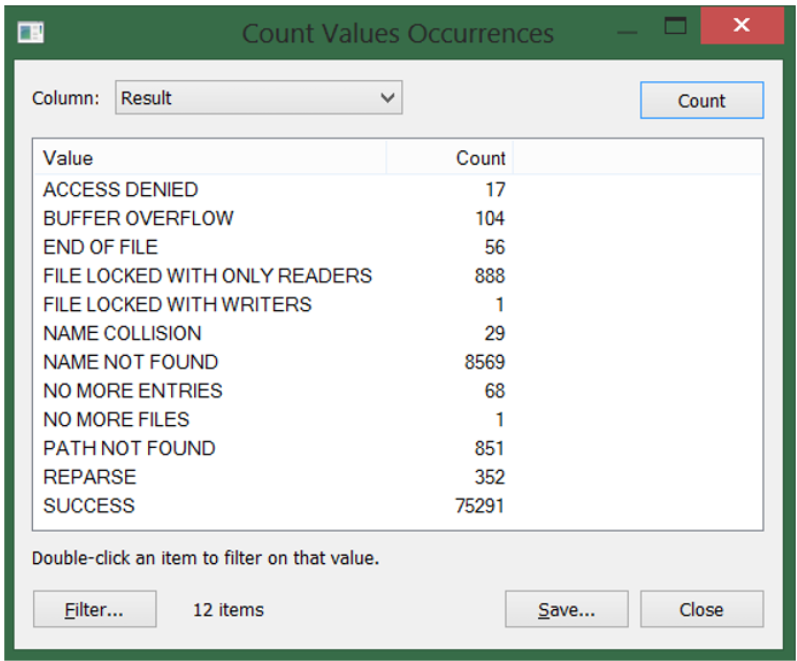 Count Values Occurrences
Column: Result Count
Value Count
ACCESS DENIED 17
BUFFER OVERFLOW 104
END OF FILE 56
FILE LOCKED WITH ONLY READERS 888
FILE LOCKED WITH WRITERS 1
NAME COLLISION 29
NAME NOT FOUND 8569
NO MORE ENTRIES 68
NO MORE FILES 1
PATH NOT FOUND 851
REPARSE 352
SUCCESS 75291
Double-click an item to filter on that value.
Filter... 12 items Save... Close